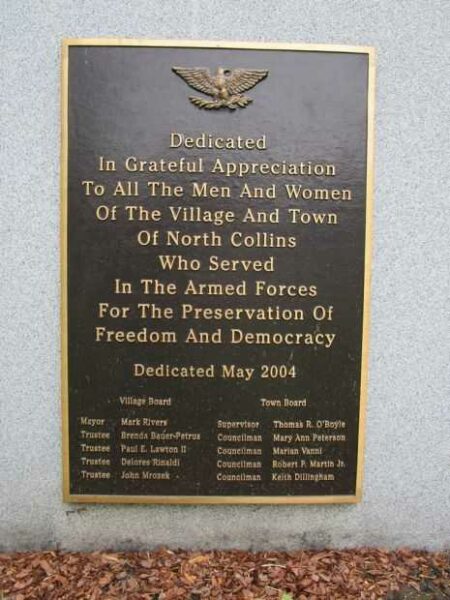 Dedicated
In Grateful Appreciation
To All The Men And Women
Of The Village And Town
Of North Collins
Who Served
In The Armed Forces
For The Preservation Of
Freedom And Democracy
Dedicated May 2004
Village Board
Mayor Mark Rivers
Trustee Brenda Bauer-Petrus
Trustee Paul E. Lawton II
Trustee Delores Rinaldi
Trustee John Mrozek
Town Board
Supervisor Thomas R. O'Boyle
Councilman Mary Ann Peterson
Councilman Marian Vanni
Councilman Robert P. Martin Jr.
Councilman Keith Dillingham